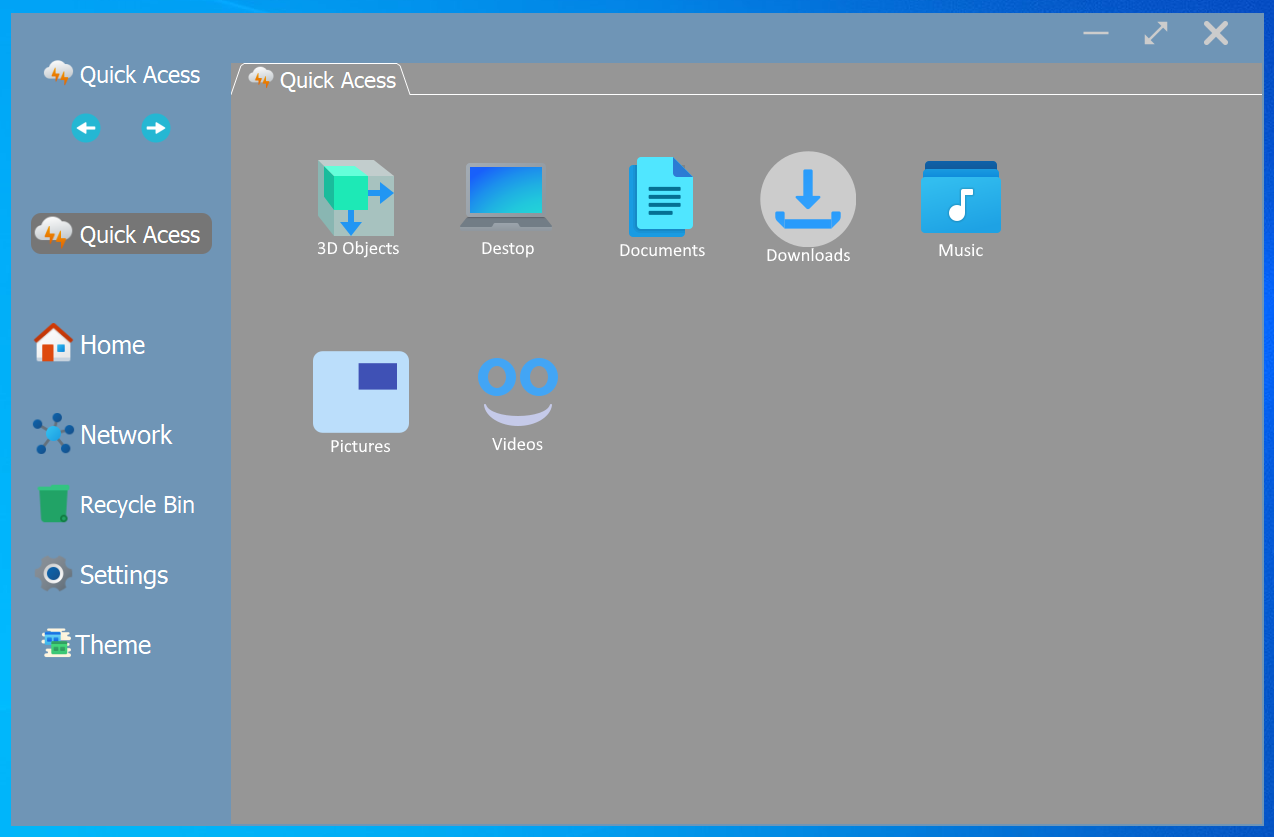 Quick Acess
Quick Acess
Quick Acess
Home
Network
Recycle Bin
Settings
Theme
3D Objects
Destop
Documents
Downloads
Music
Pictures
Videos